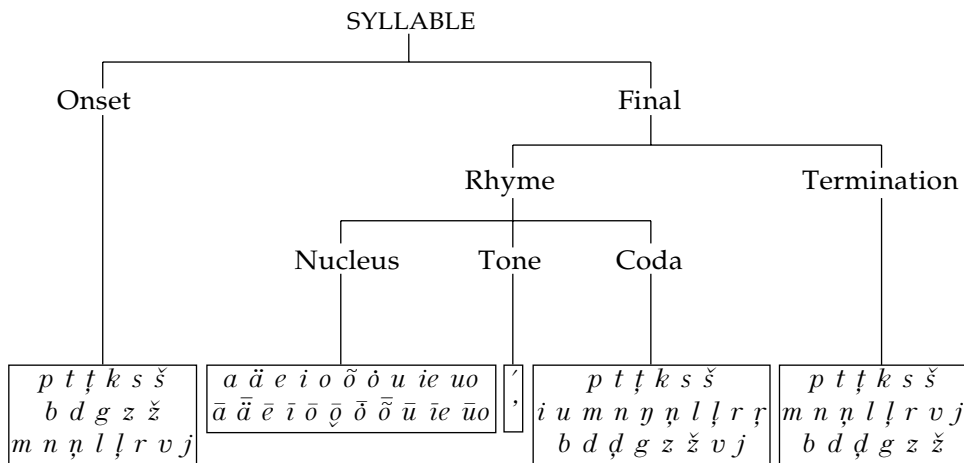 SYLLABLE
Onset Final
Rhyme Termination
Nucleus Tone Coda
p t ț k s š
b d g z ž
m n ņ l ļ r v j
a ä e i o õ ȯ u ie uo
ā ǟ ē ī ō ō̬ ȱ ȭ ū īe ūo
′
,
p t ț k s š
i u m n ŋ ņ l ļ r ŗ
b d d̦ g z ž v j
p t ț k s š
m n ņ l ļ r v j
b d d̦ g z ž